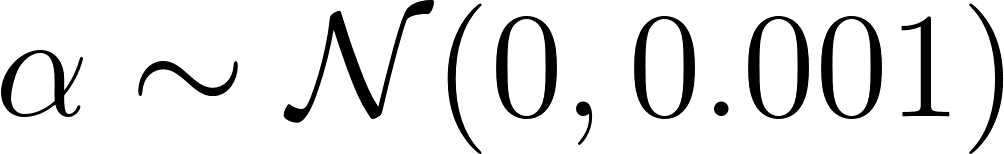 α ∼ 𝒩(0, 0.001)